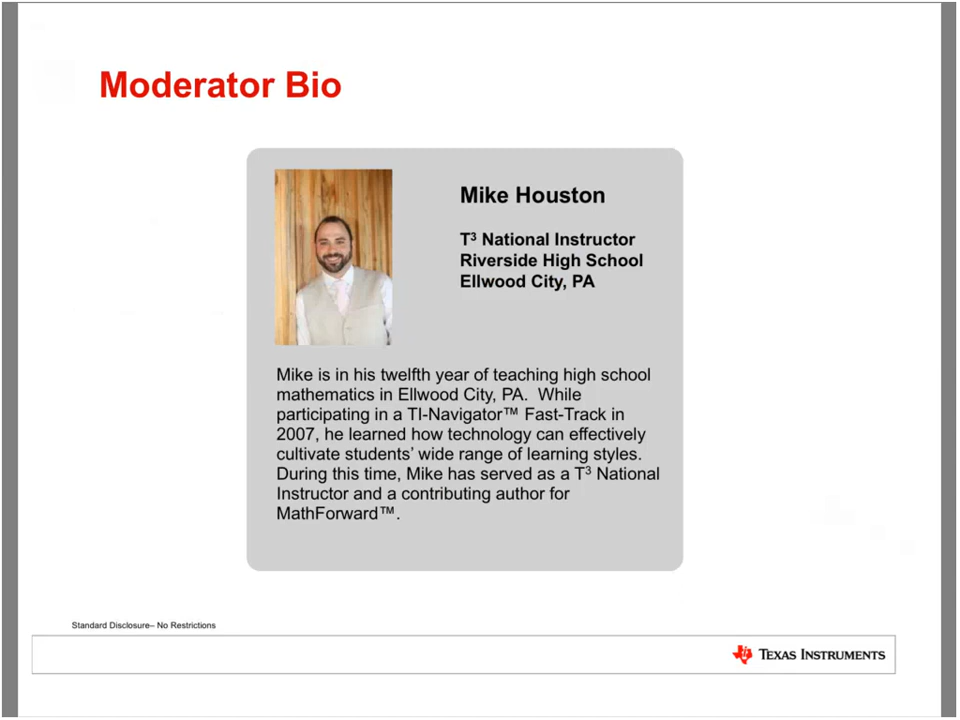 Moderator Bio
Mike Houston
T³ National Instructor
Riverside High School
Ellwood City, PA
Mike is in his twelfth year of teaching high school
mathematics in Ellwood City, PA.  While
participating in a TI-Navigator™ Fast-Track in
2007, he learned how technology can effectively
cultivate students’ wide range of learning styles.
During this time, Mike has served as a T³ National
Instructor and a contributing author for
MathForward™.
Standard Disclosure– No Restrictions
TEXAS INSTRUMENTS